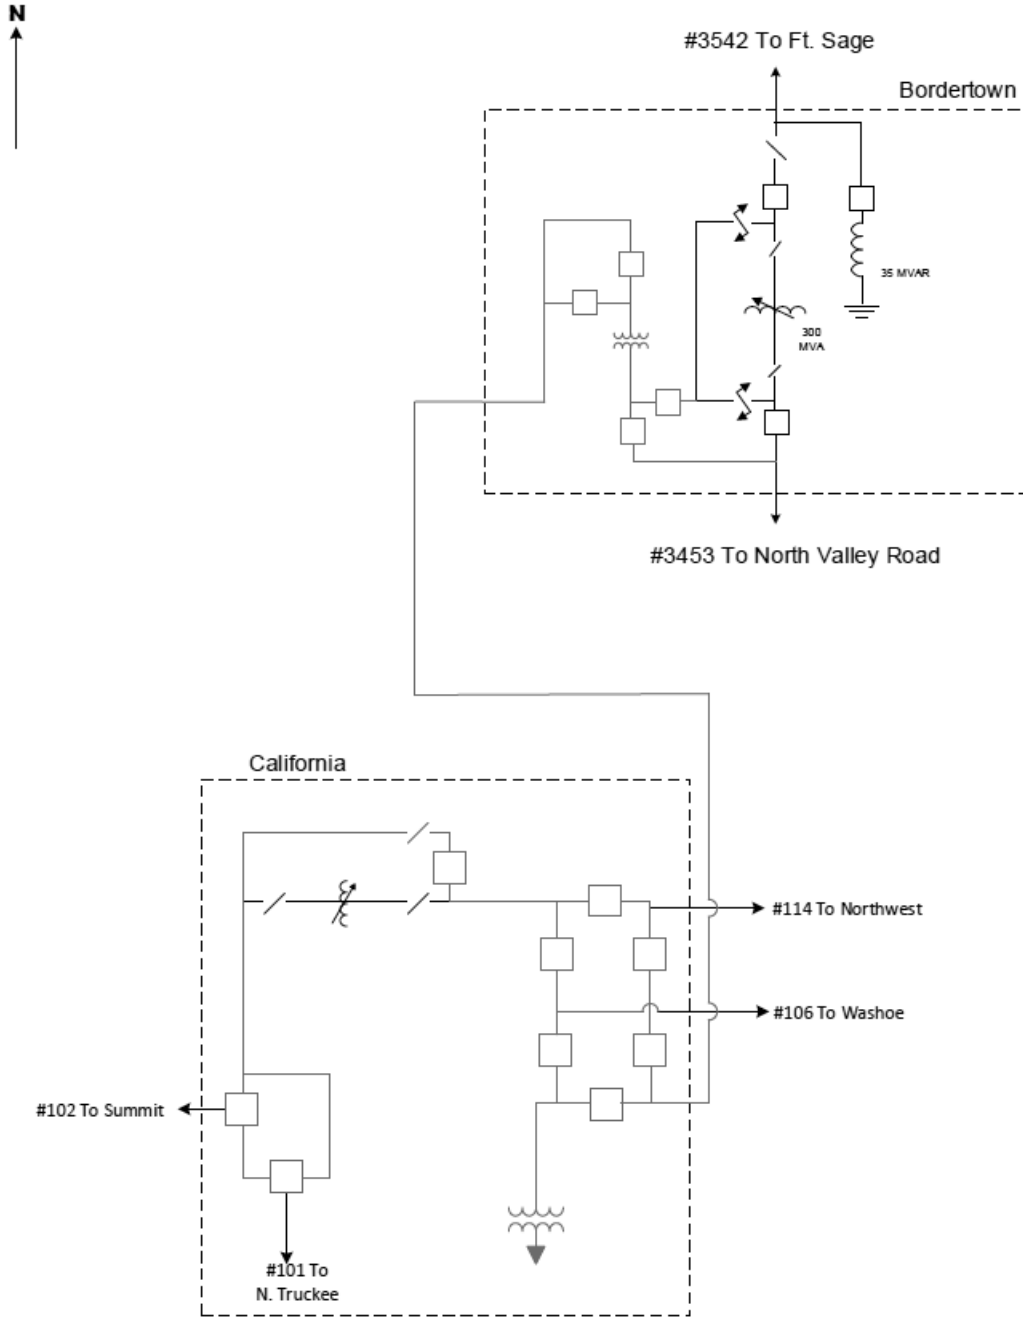 N
#3542 To Ft. Sage
Bordertown
35 MVAR
300
MVA
#3453 To North Valley Road
California
#114 To Northwest
#106 To Washoe
#102 To Summit
#101 To
N. Truckee